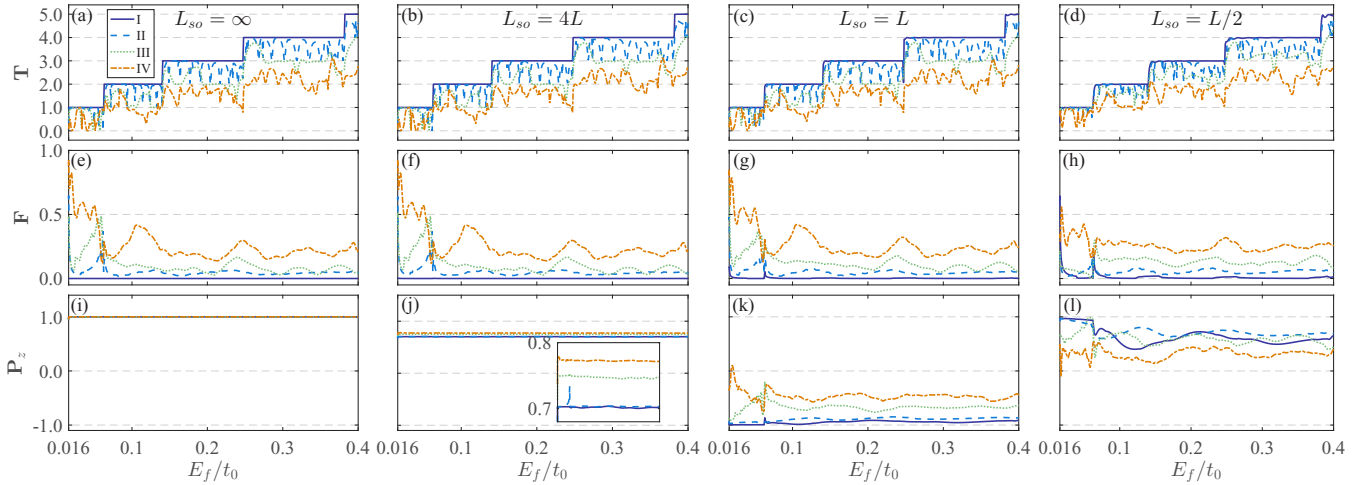 (a) L_so = ∞
I
II
III
IV
(b) L_so = 4L
(c) L_so = L
(d) L_so = L/2
T
5.0
4.0
3.0
2.0
1.0
0.0
(e) (f) (g) (h)
F
1.0
0.5
0.0
(i) (j) (k) (l)
P_z
1.0
0.0
-1.0
0.8
0.7
0.016 0.1 0.2 0.3 0.4
0.016 0.1 0.2 0.3 0.4
0.016 0.1 0.2 0.3 0.4
0.016 0.1 0.2 0.3 0.4
E_f/t_0 E_f/t_0 E_f/t_0 E_f/t_0